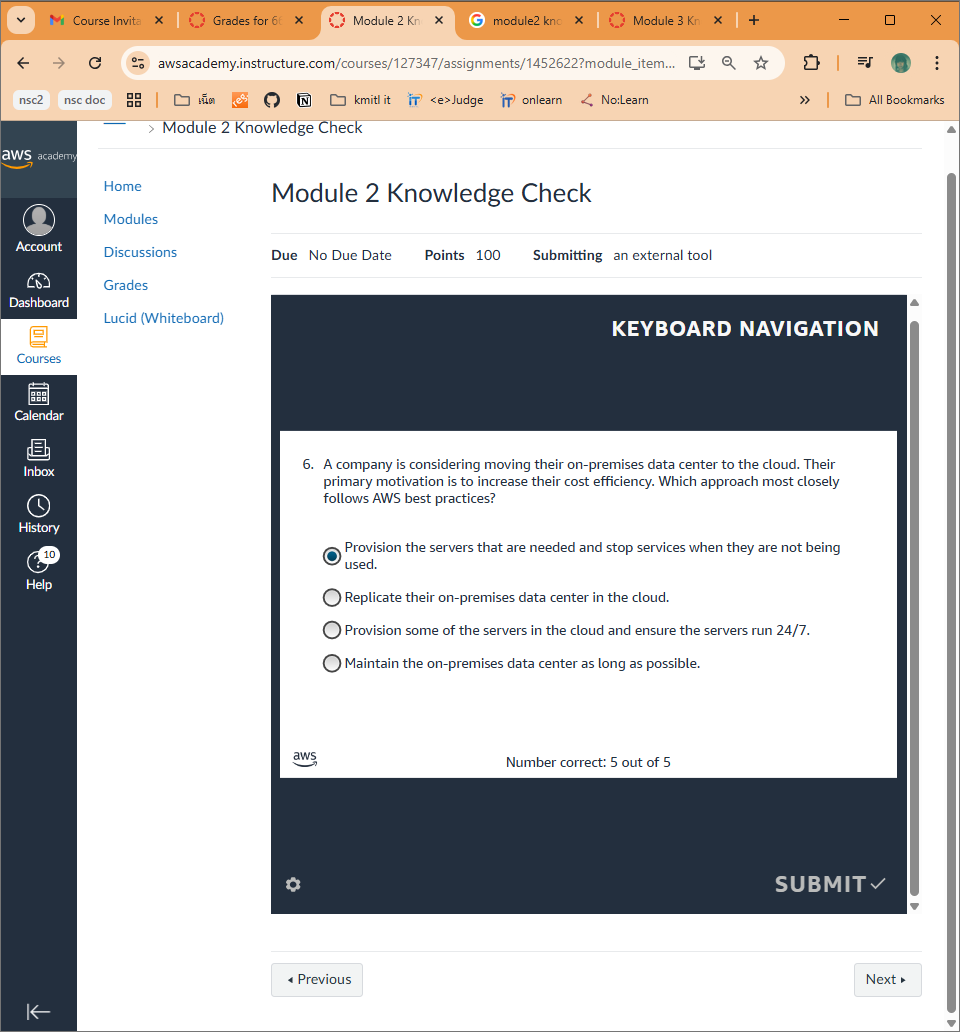 Course Invita
Grades for 66
Module 2 Kn
module2 kno
Module 3 Kn
awsacademy.instructure.com/courses/127347/assignments/1452622?module_item...
nsc2
nsc doc
เน็ต
kmitl it
<e>Judge
onlearn
No:Learn
»
All Bookmarks
aws academy
Account
Dashboard
Courses
Calendar
Inbox
History
10
Help
> Module 2 Knowledge Check
Home
Modules
Discussions
Grades
Lucid (Whiteboard)
Module 2 Knowledge Check
Due No Due Date Points 100 Submitting an external tool
KEYBOARD NAVIGATION
6. A company is considering moving their on-premises data center to the cloud. Their
primary motivation is to increase their cost efficiency. Which approach most closely
follows AWS best practices?
Provision the servers that are needed and stop services when they are not being
used.
Replicate their on-premises data center in the cloud.
Provision some of the servers in the cloud and ensure the servers run 24/7.
Maintain the on-premises data center as long as possible.
aws
Number correct: 5 out of 5
SUBMIT
Previous
Next